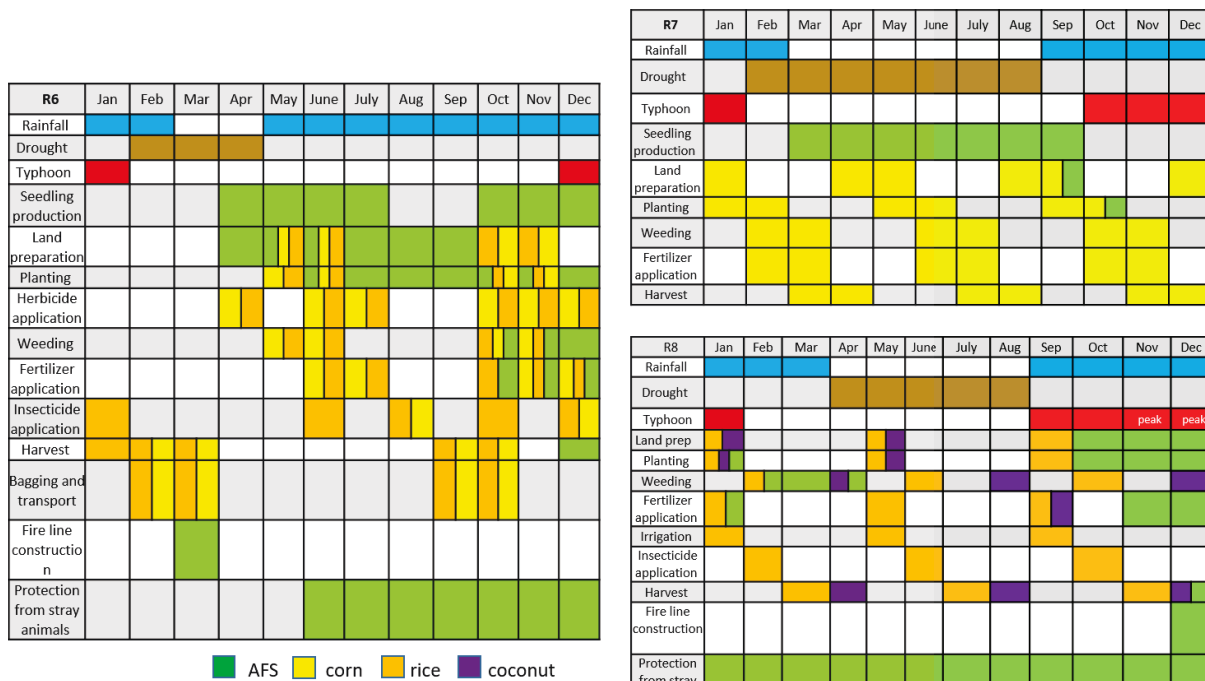 R6 Jan Feb Mar Apr May June July Aug Sep Oct Nov Dec
Rainfall
Drought
Typhoon
Seedling
production
Land
preparation
Planting
Herbicide
application
Weeding
Fertilizer
application
Insecticide
application
Harvest
Bagging and
transport
Fire line
constructio
n
Protection
from stray
animals
AFS corn rice coconut
R7 Jan Feb Mar Apr May June July Aug Sep Oct Nov Dec
Rainfall
Drought
Typhoon
Seedling
production
Land
preparation
Planting
Weeding
Fertilizer
application
Harvest
R8 Jan Feb Mar Apr May June July Aug Sep Oct Nov Dec
Rainfall
Drought
Typhoon peak peak
Land prep
Planting
Weeding
Fertilizer
application
Irrigation
Insecticide
application
Harvest
Fire line
construction
Protection
from stray